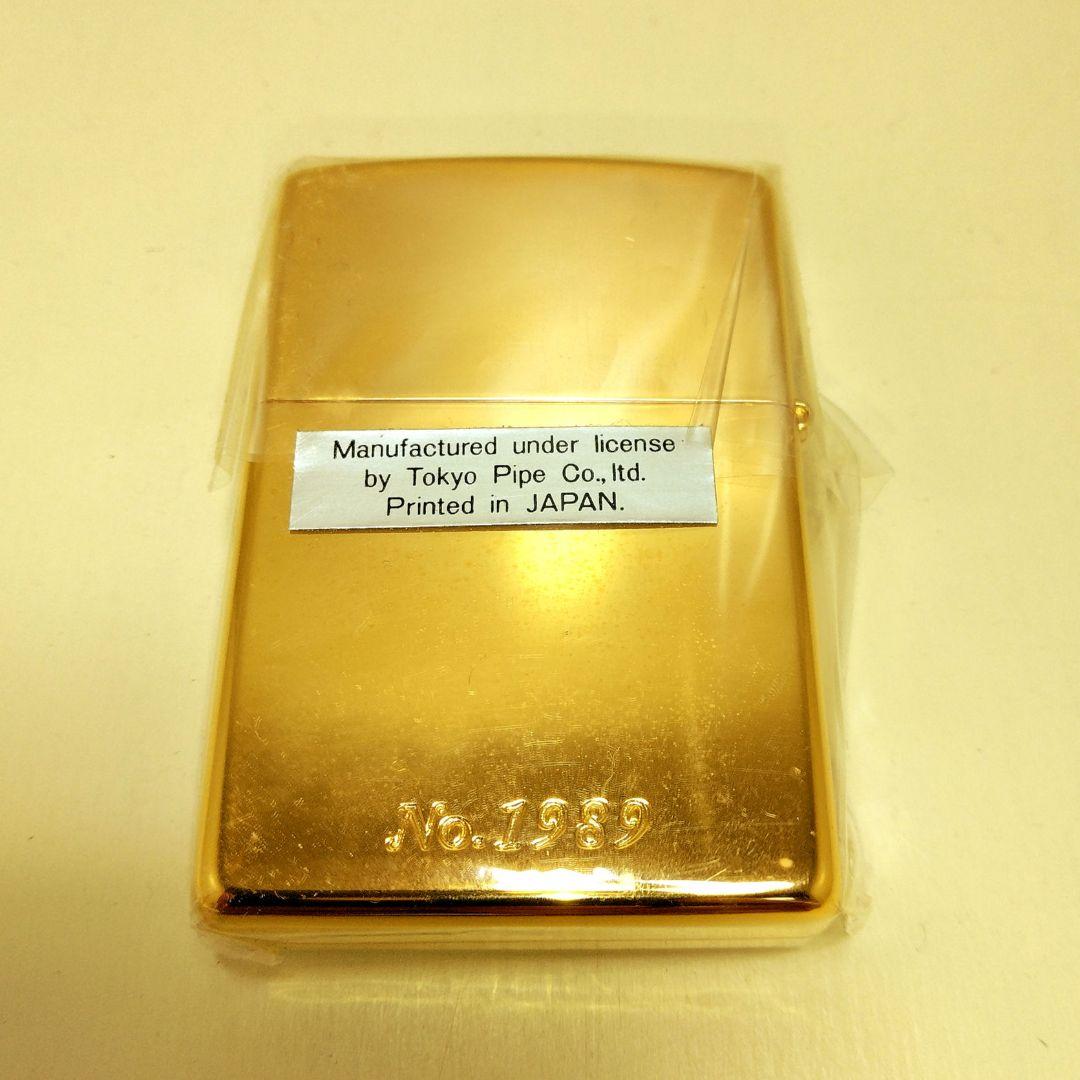 Manufactured under license
by Tokyo Pipe Co., ltd.
Printed in JAPAN.
No.1989